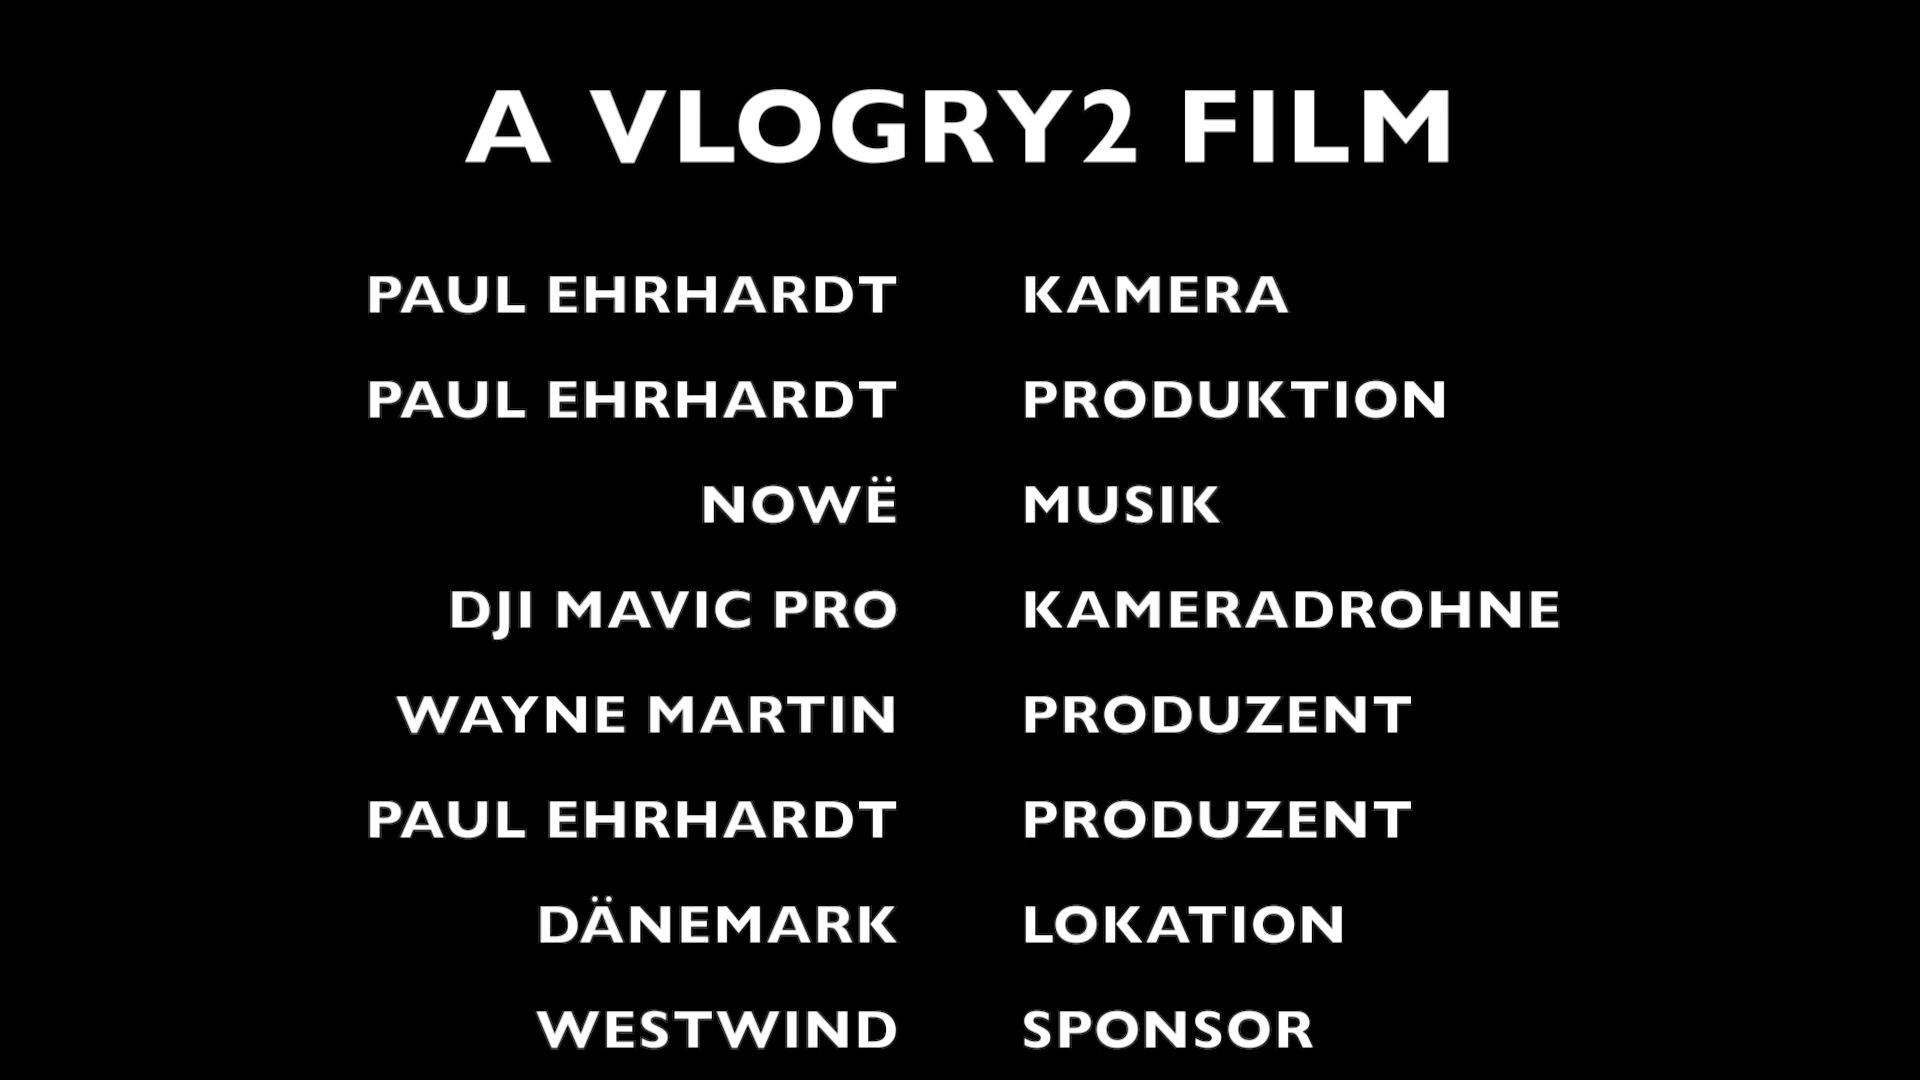 A VLOGRY2 FILM
PAUL EHRHARDT KAMERA
PAUL EHRHARDT PRODUKTION
NOWË MUSIK
DJI MAVIC PRO KAMERADROHNE
WAYNE MARTIN PRODUZENT
PAUL EHRHARDT PRODUZENT
DÄNEMARK LOKATION
WESTWIND SPONSOR